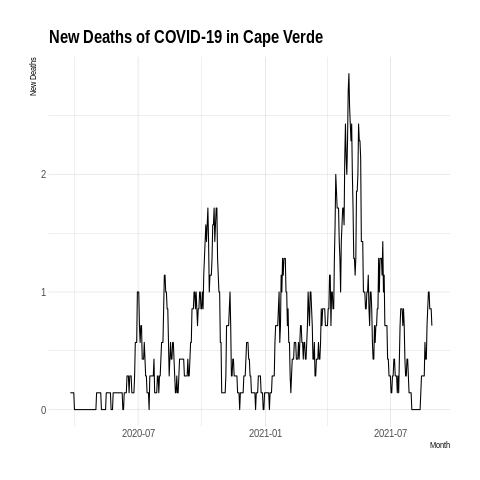 New Deaths of COVID-19 in Cape Verde
New Deaths
2
1
0
2020-07
2021-01
2021-07
Month